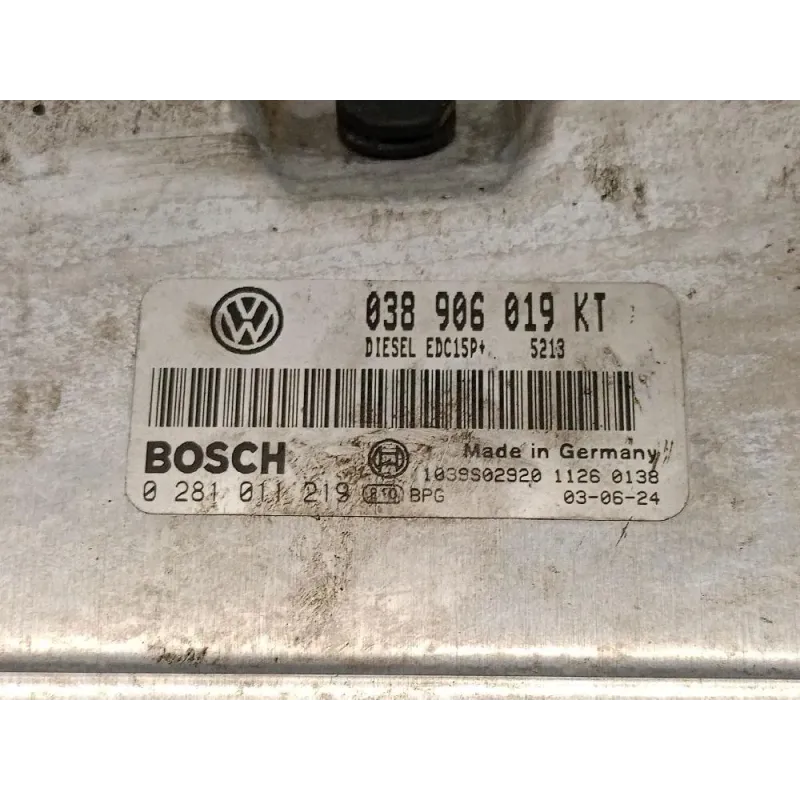 038 906 019 KT
DIESEL EDC15P+ 5213
BOSCH
Made in Germany
1039S02920 1126 0138
0 281 011 219 810 BPG
03-06-24